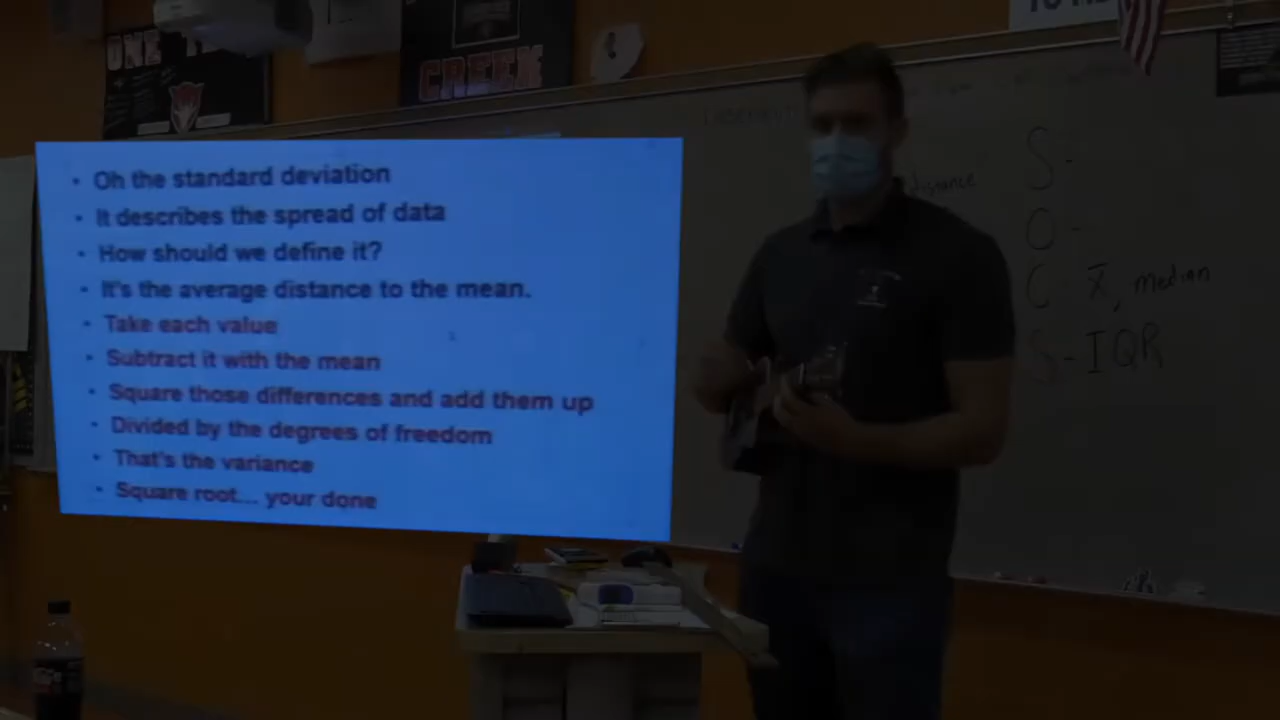 CREEK
• Oh the standard deviation
• It describes the spread of data
• How should we define it?
• It's the average distance to the mean.
• Take each value
• Subtract it with the mean
• Square those differences and add them up
• Divided by the degrees of freedom
• That's the variance
• Square root... your done
distance
S-
O-
C- x̄, median
S- IQR